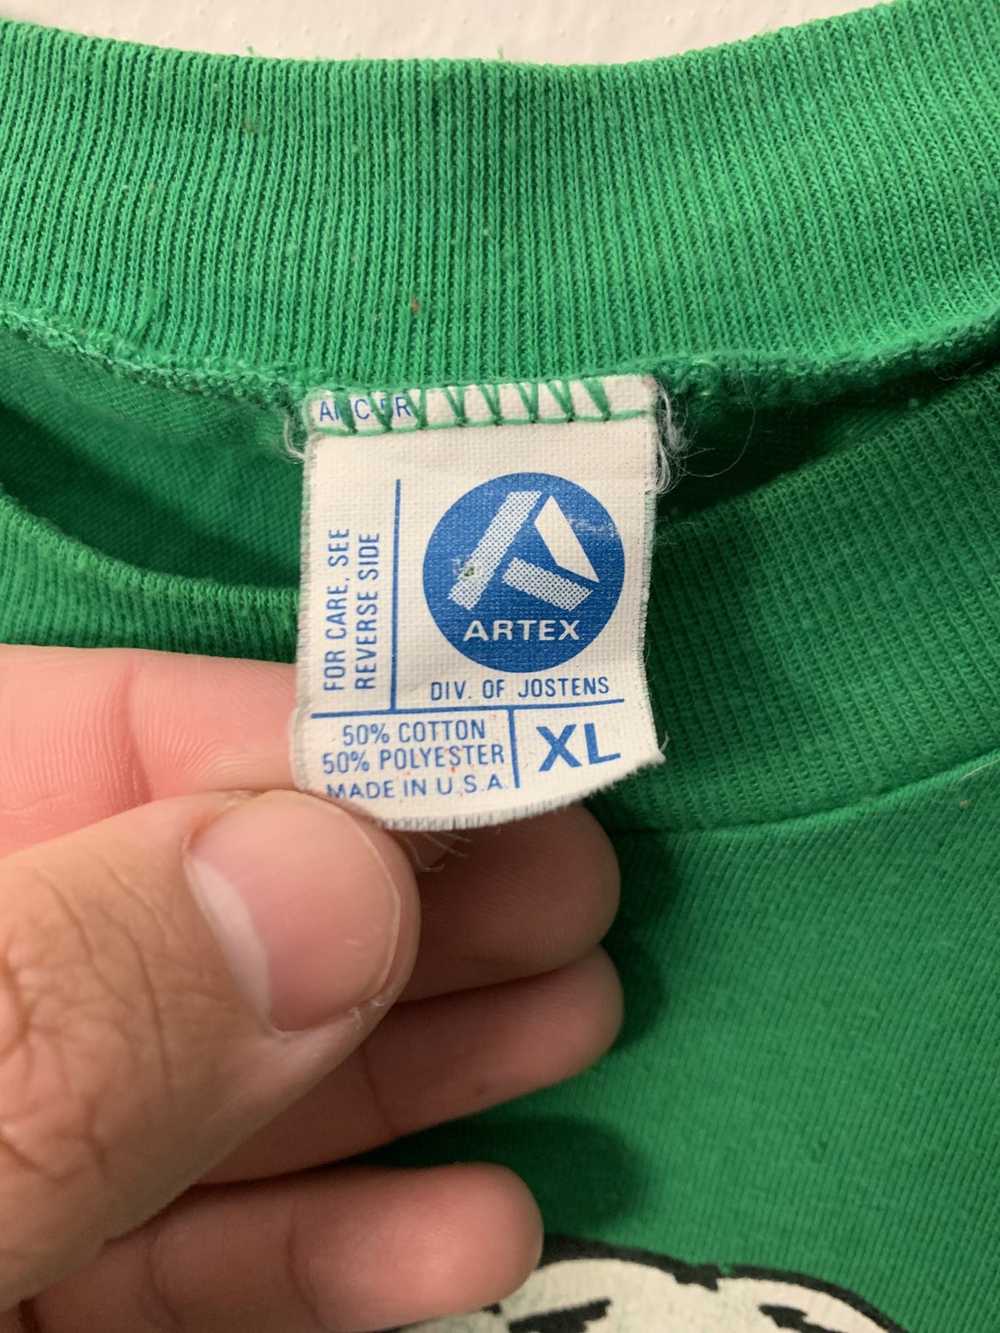 FOR CARE, SEE
REVERSE SIDE
ARTEX
DIV. OF JOSTENS
50% COTTON
50% POLYESTER
MADE IN U.S.A.
XL